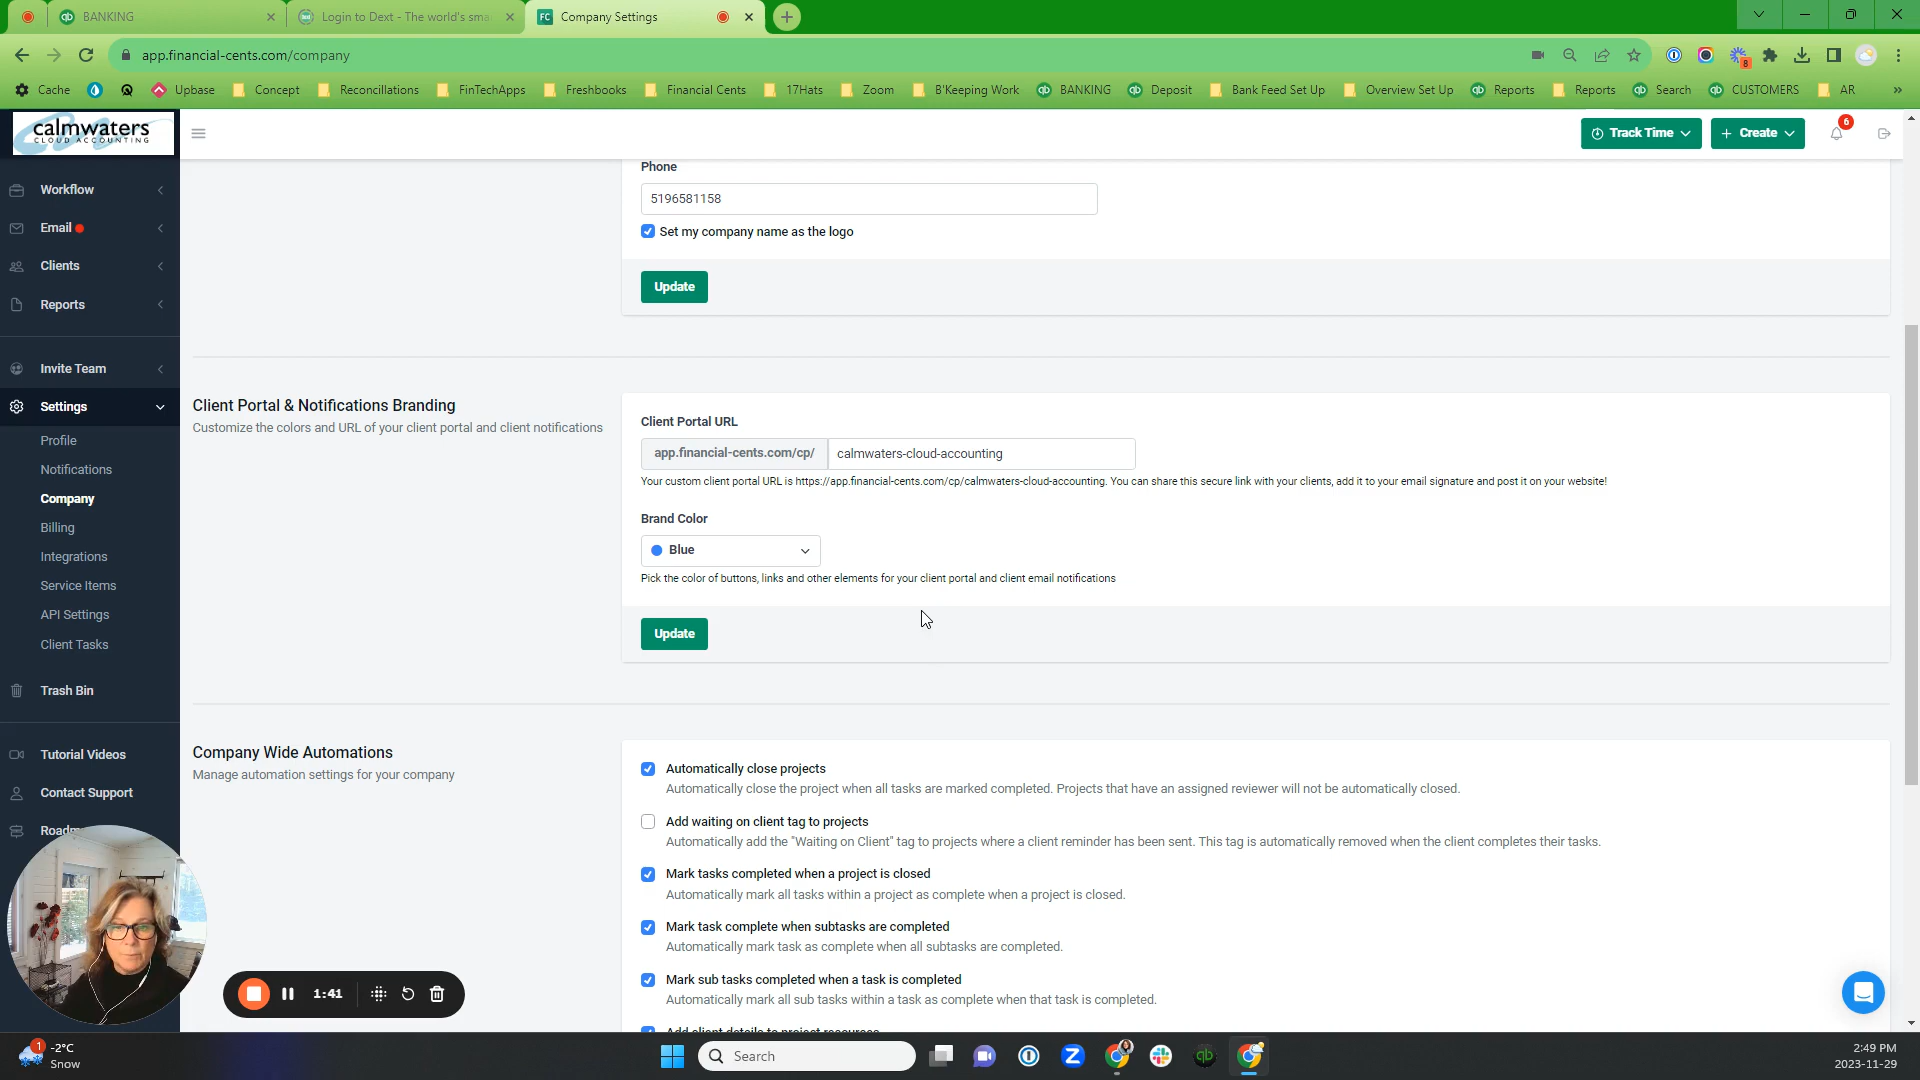 BANKING
Login to Dext - The world's sma
Company Settings
app.financial-cents.com/company
8
Cache
Upbase
Concept
Reconcillations
FinTechApps
Freshbooks
Financial Cents
17Hats
Zoom
B'Keeping Work
BANKING
Deposit
Bank Feed Set Up
Overview Set Up
Reports
Reports
Search
CUSTOMERS
AR
calmwaters
CLOUD ACCOUNTING
Track Time
Create
6
Workflow
Email
Clients
Reports
Invite Team
Settings
Profile
Notifications
Company
Billing
Integrations
Service Items
API Settings
Client Tasks
Trash Bin
Tutorial Videos
Contact Support
Phone
5196581158
Set my company name as the logo
Update
Client Portal & Notifications Branding
Customize the colors and URL of your client portal and client notifications
Client Portal URL
app.financial-cents.com/cp/
calmwaters-cloud-accounting
Your custom client portal URL is https://app.financial-cents.com/cp/calmwaters-cloud-accounting. You can share this secure link with your clients, add it to your email signature and post it on your website!
Brand Color
Blue
Pick the color of buttons, links and other elements for your client portal and client email notifications
Update
Company Wide Automations
Manage automation settings for your company
Automatically close projects
Automatically close the project when all tasks are marked completed. Projects that have an assigned reviewer will not be automatically closed.
Add waiting on client tag to projects
Automatically add the "Waiting on Client" tag to projects where a client reminder has been sent. This tag is automatically removed when the client completes their tasks.
Mark tasks completed when a project is closed
Automatically mark all tasks within a project as complete when a project is closed.
Mark task complete when subtasks are completed
Automatically mark task as complete when all subtasks are completed.
Mark sub tasks completed when a task is completed
Automatically mark all sub tasks within a task as complete when that task is completed.
Add client details to project resources
1:41
1
-2°C
Snow
Search
2:49 PM
2023-11-29